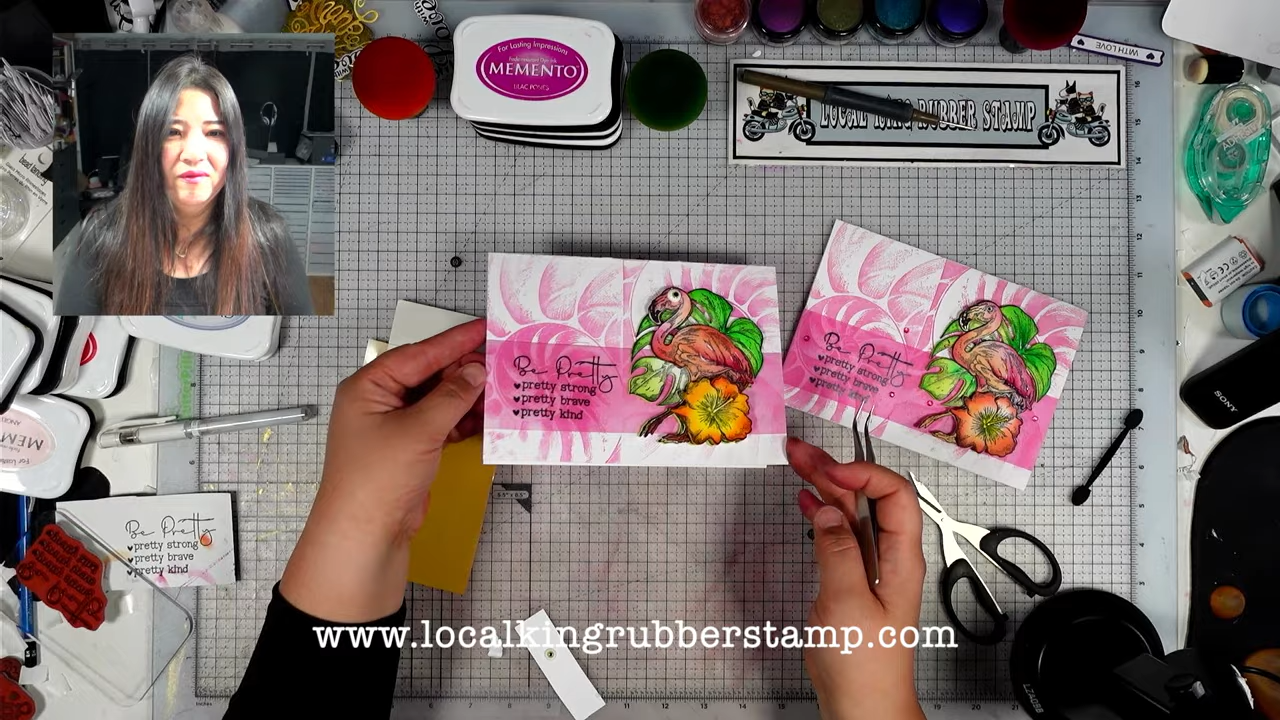 For Lasting Impressions
MEMENTO
LILAC POSIES
LOCAL KING RUBBER STAMP
WITH LOVE
Be Pretty
pretty strong
pretty brave
pretty kind
Be Pretty
pretty strong
pretty brave
pretty kind
SONY
Be Pretty
pretty strong
pretty brave
pretty kind
www.localkingrubberstamp.com